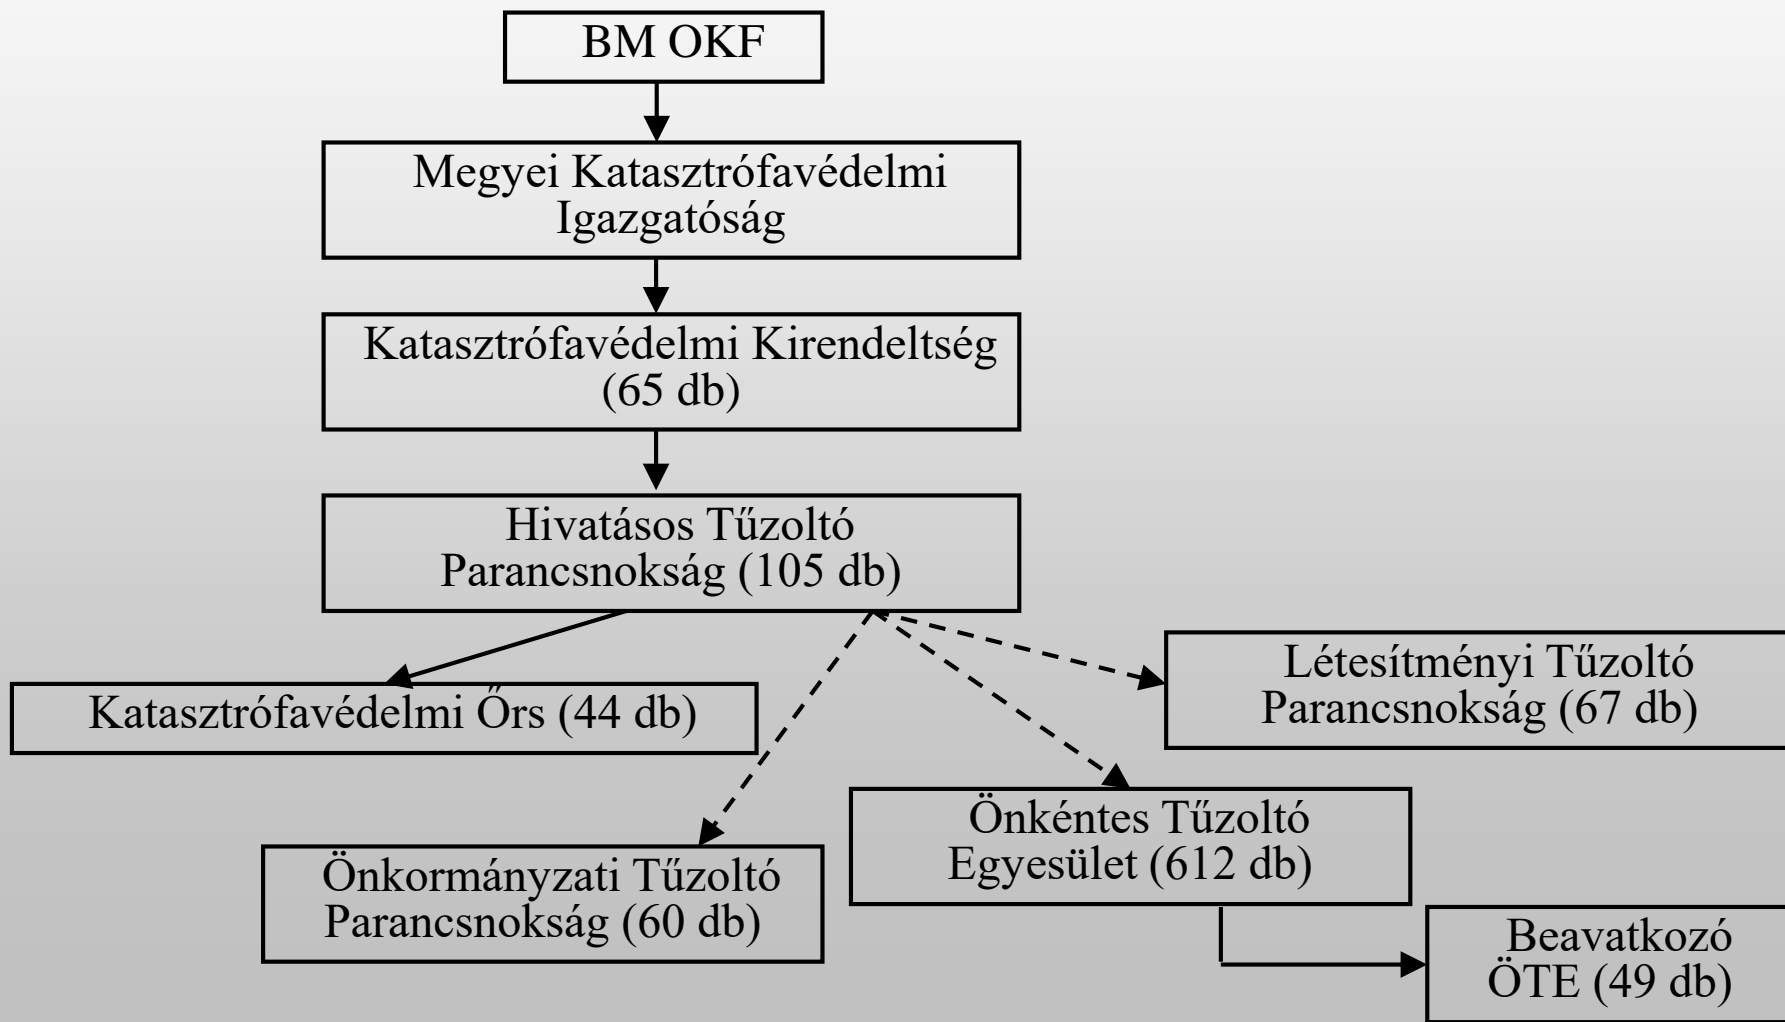 BM OKF
Megyei Katasztrófavédelmi
Igazgatóság
Katasztrófavédelmi Kirendeltség
(65 db)
Hivatásos Tűzoltó
Parancsnokság (105 db)
Létesítményi Tűzoltó
Parancsnokság (67 db)
Katasztrófavédelmi Őrs (44 db)
Önkéntes Tűzoltó
Egyesület (612 db)
Önkormányzati Tűzoltó
Parancsnokság (60 db)
Beavatkozó
ÖTE (49 db)